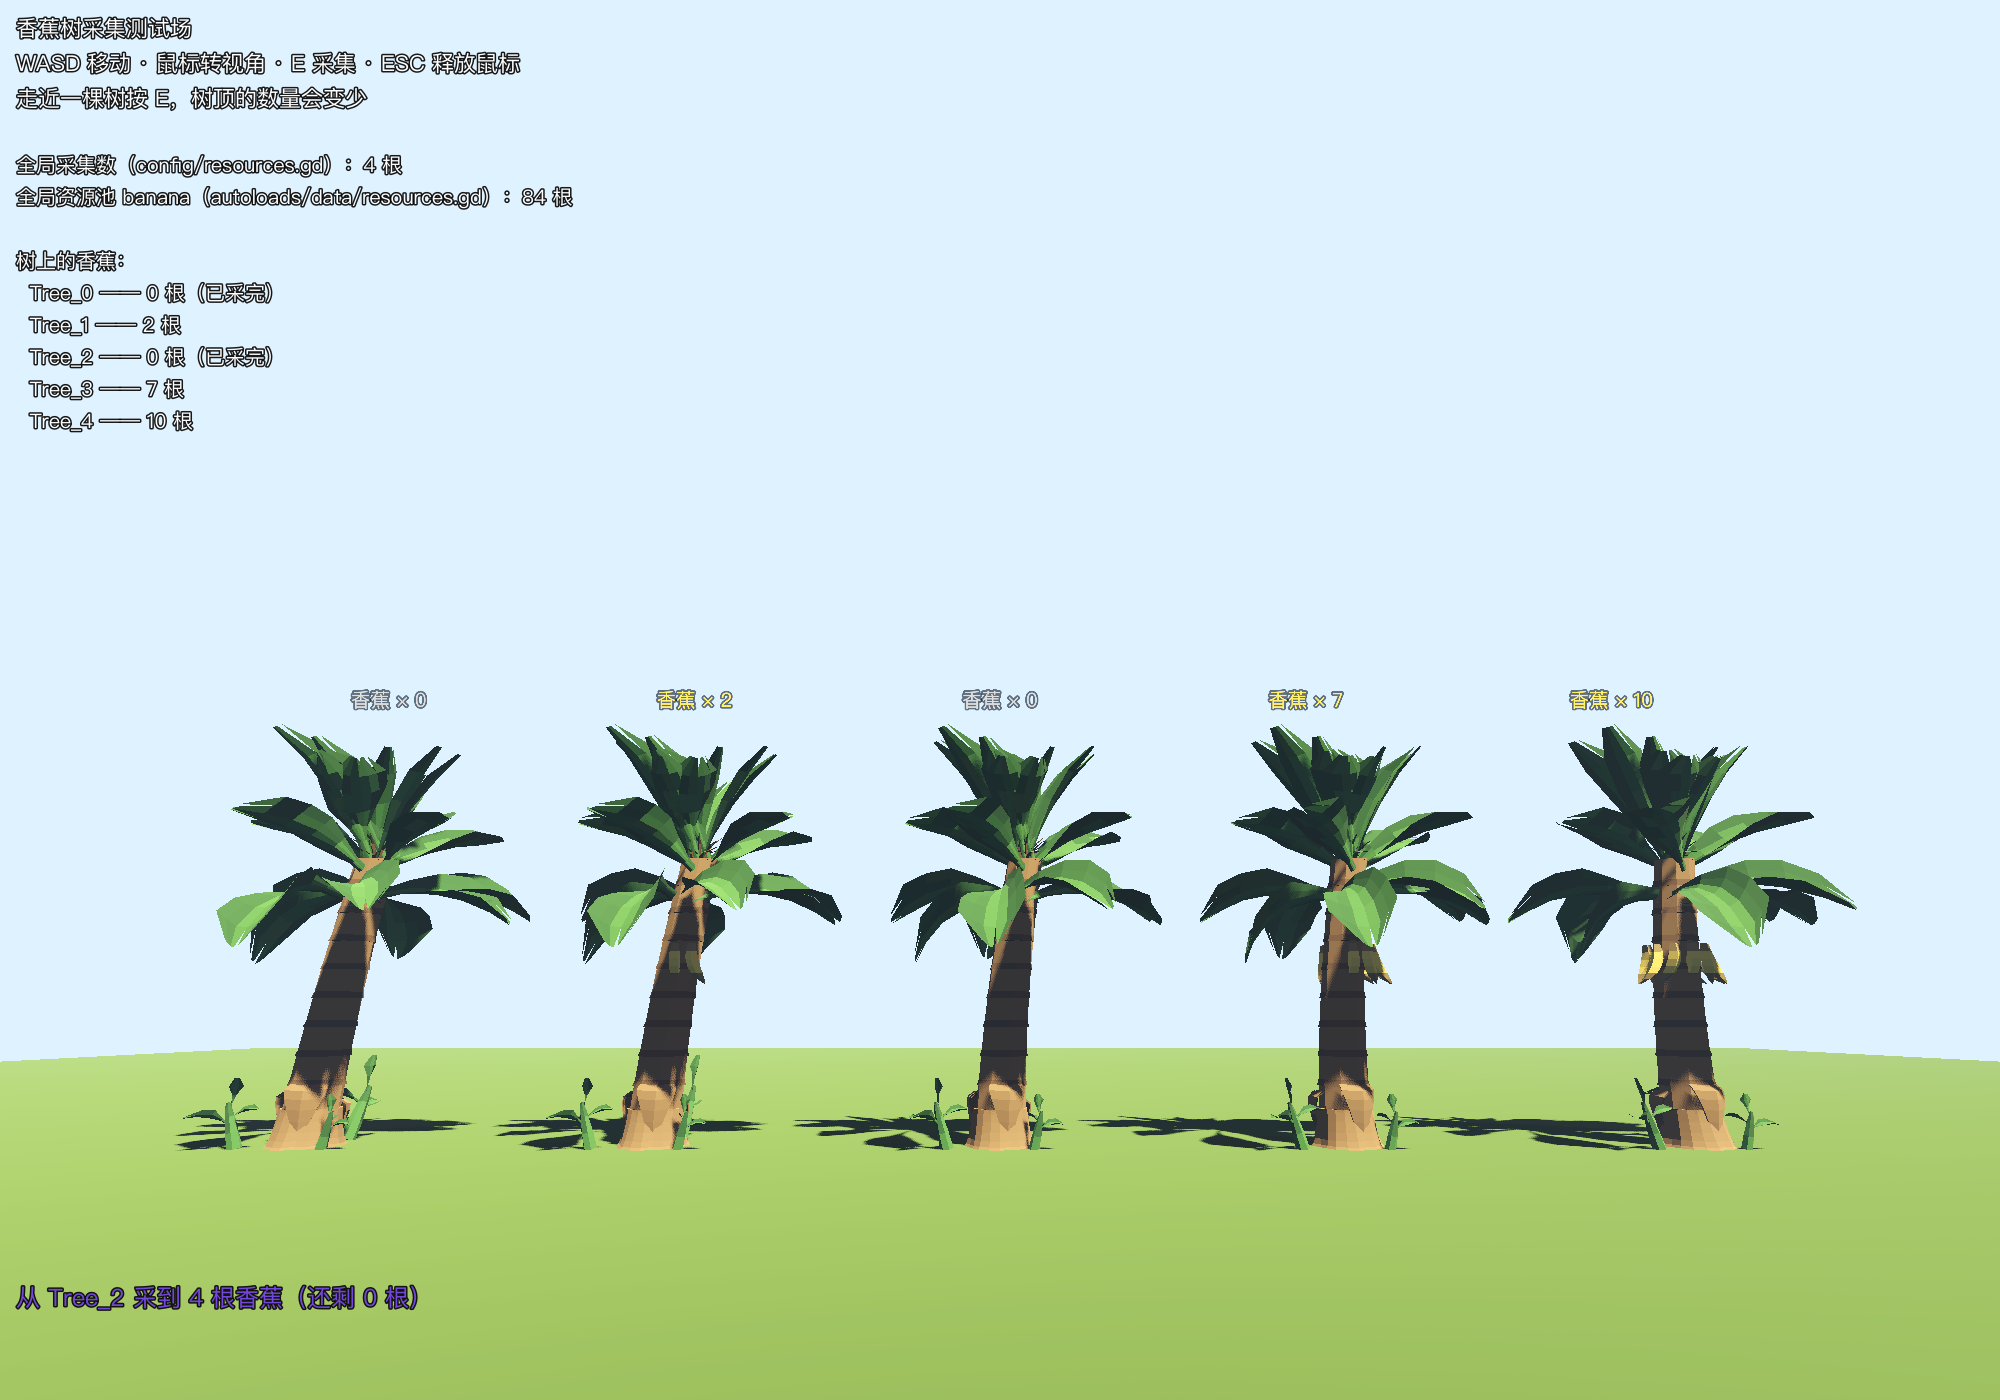 香蕉树采集测试场
WASD 移动 · 鼠标转视角 · E 采集 · ESC 释放鼠标
走近一棵树按 E，树顶的数量会变少
全局采集数（config/resources.gd）：4 根
全局资源池 banana（autoloads/data/resources.gd）：84 根
树上的香蕉：
Tree_0 —— 0 根（已采完）
Tree_1 —— 2 根
Tree_2 —— 0 根（已采完）
Tree_3 —— 7 根
Tree_4 —— 10 根
香蕉 × 0
香蕉 × 2
香蕉 × 0
香蕉 × 7
香蕉 × 10
从 Tree_2 采到 4 根香蕉（还剩 0 根）